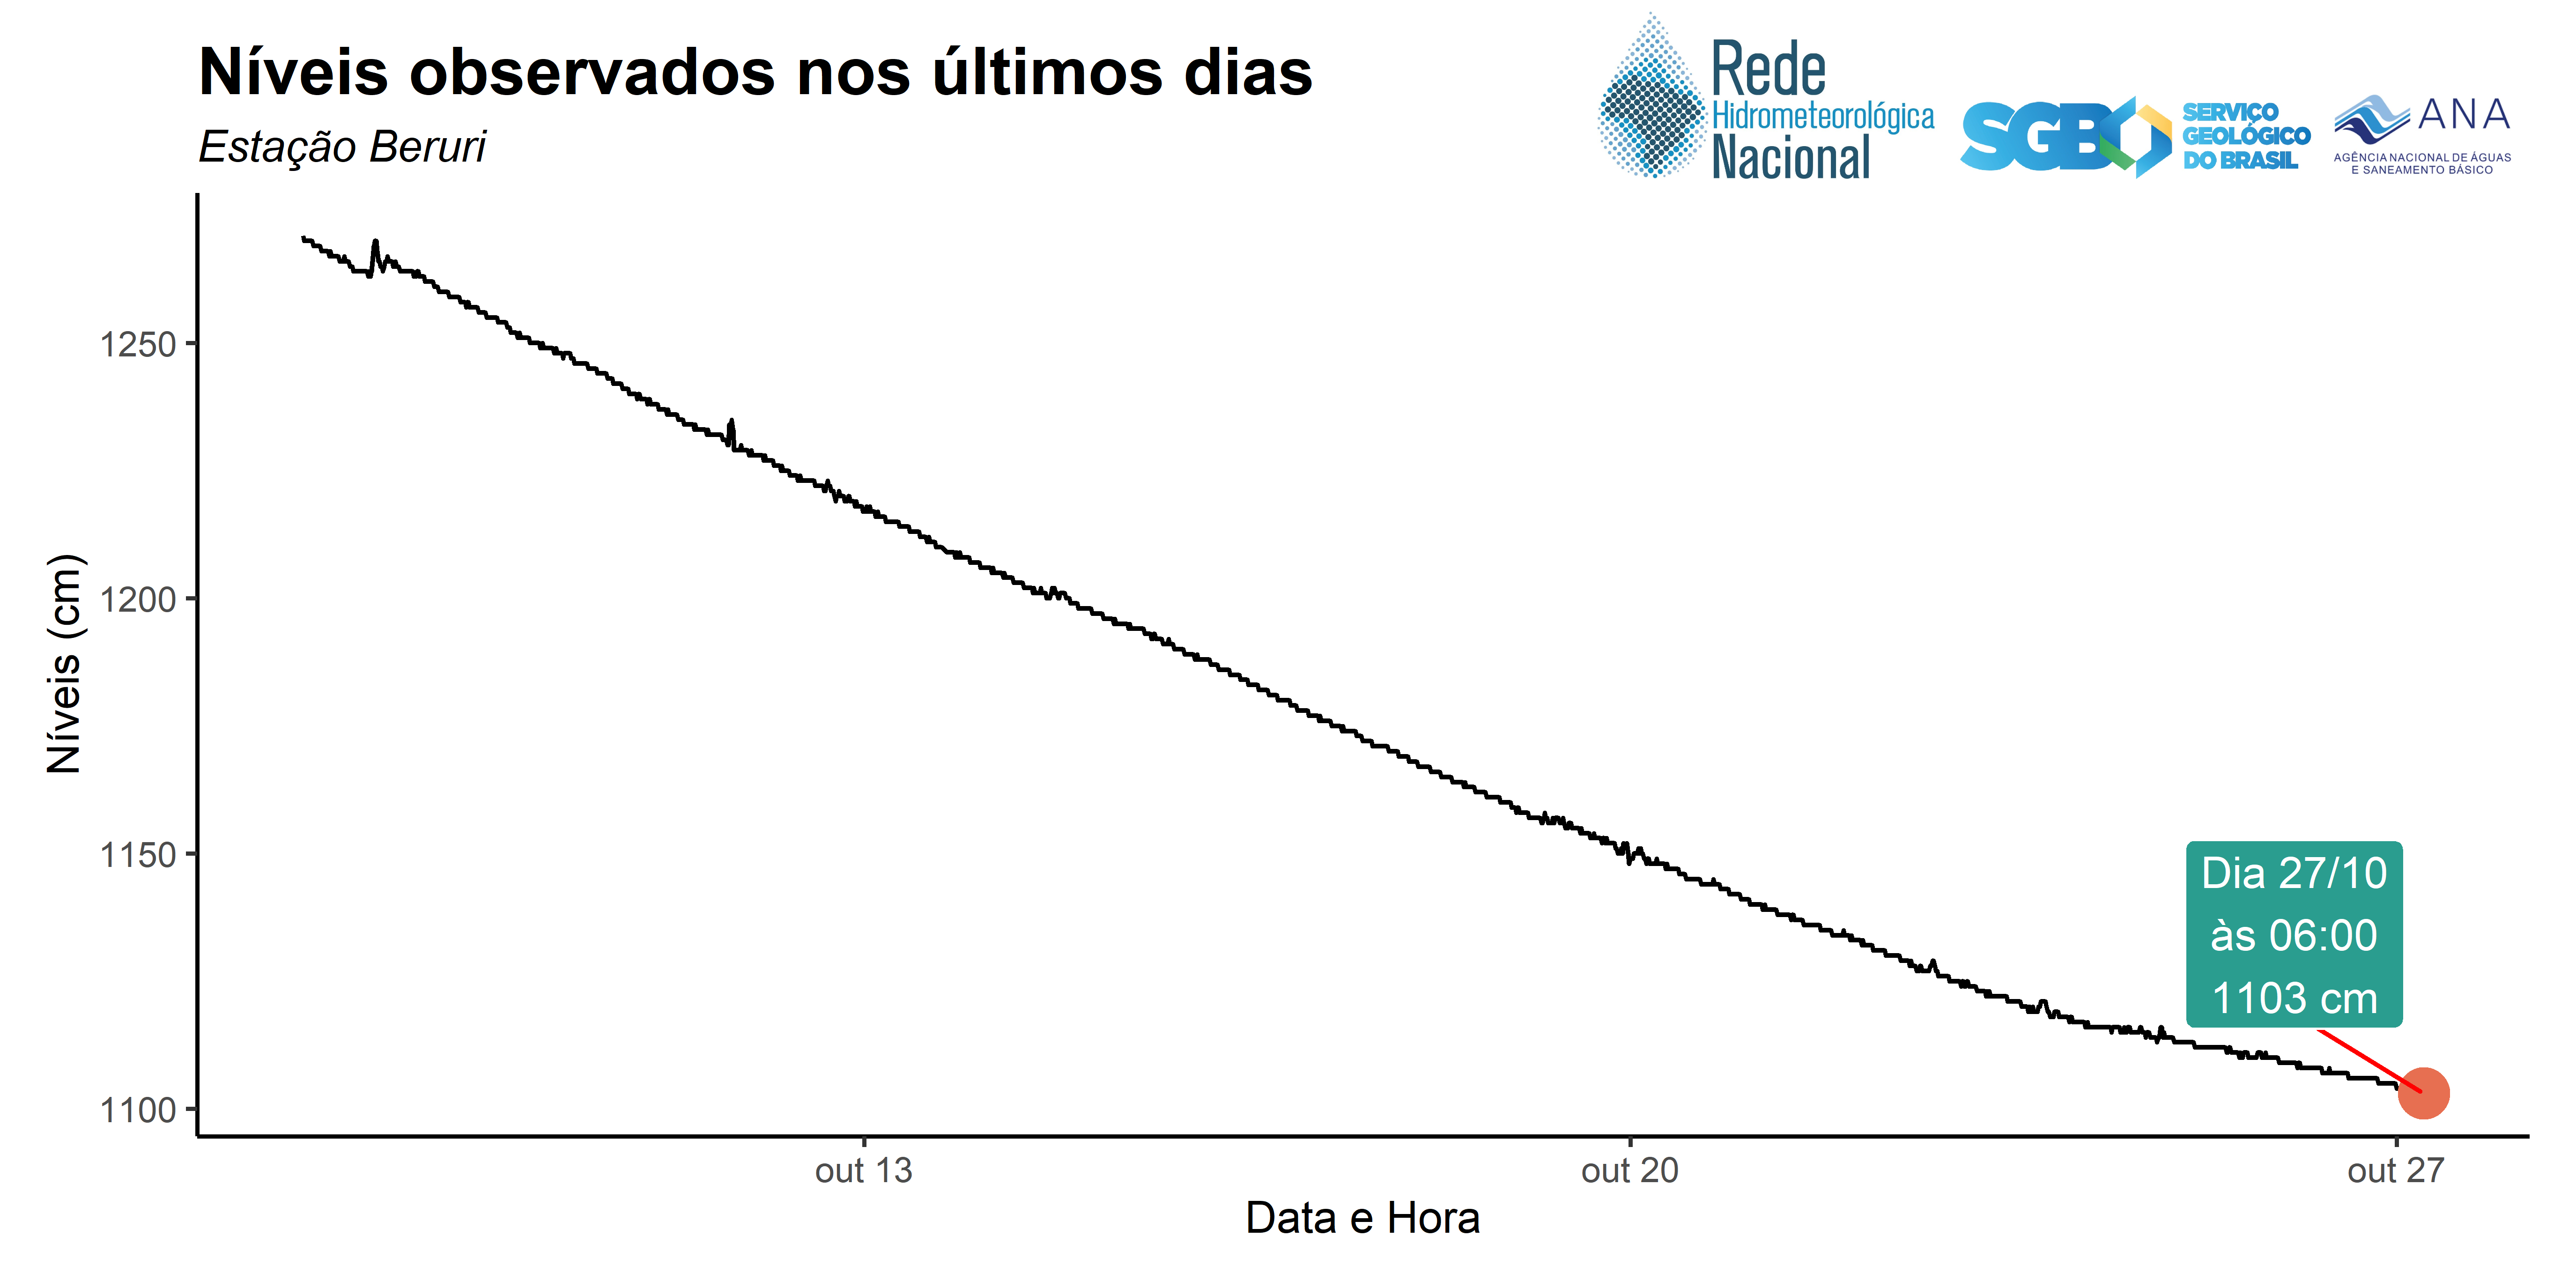 Níveis observados nos últimos dias
Estação Beruri
Rede
Hidrometeorológica
Nacional
SGB
SERVIÇO
GEOLÓGICO
DO BRASIL
ANA
AGÊNCIA NACIONAL DE ÁGUAS
E SANEAMENTO BÁSICO
Níveis (cm)
1250
1200
1150
1100
Dia 27/10
às 06:00
1103 cm
out 13
out 20
out 27
Data e Hora